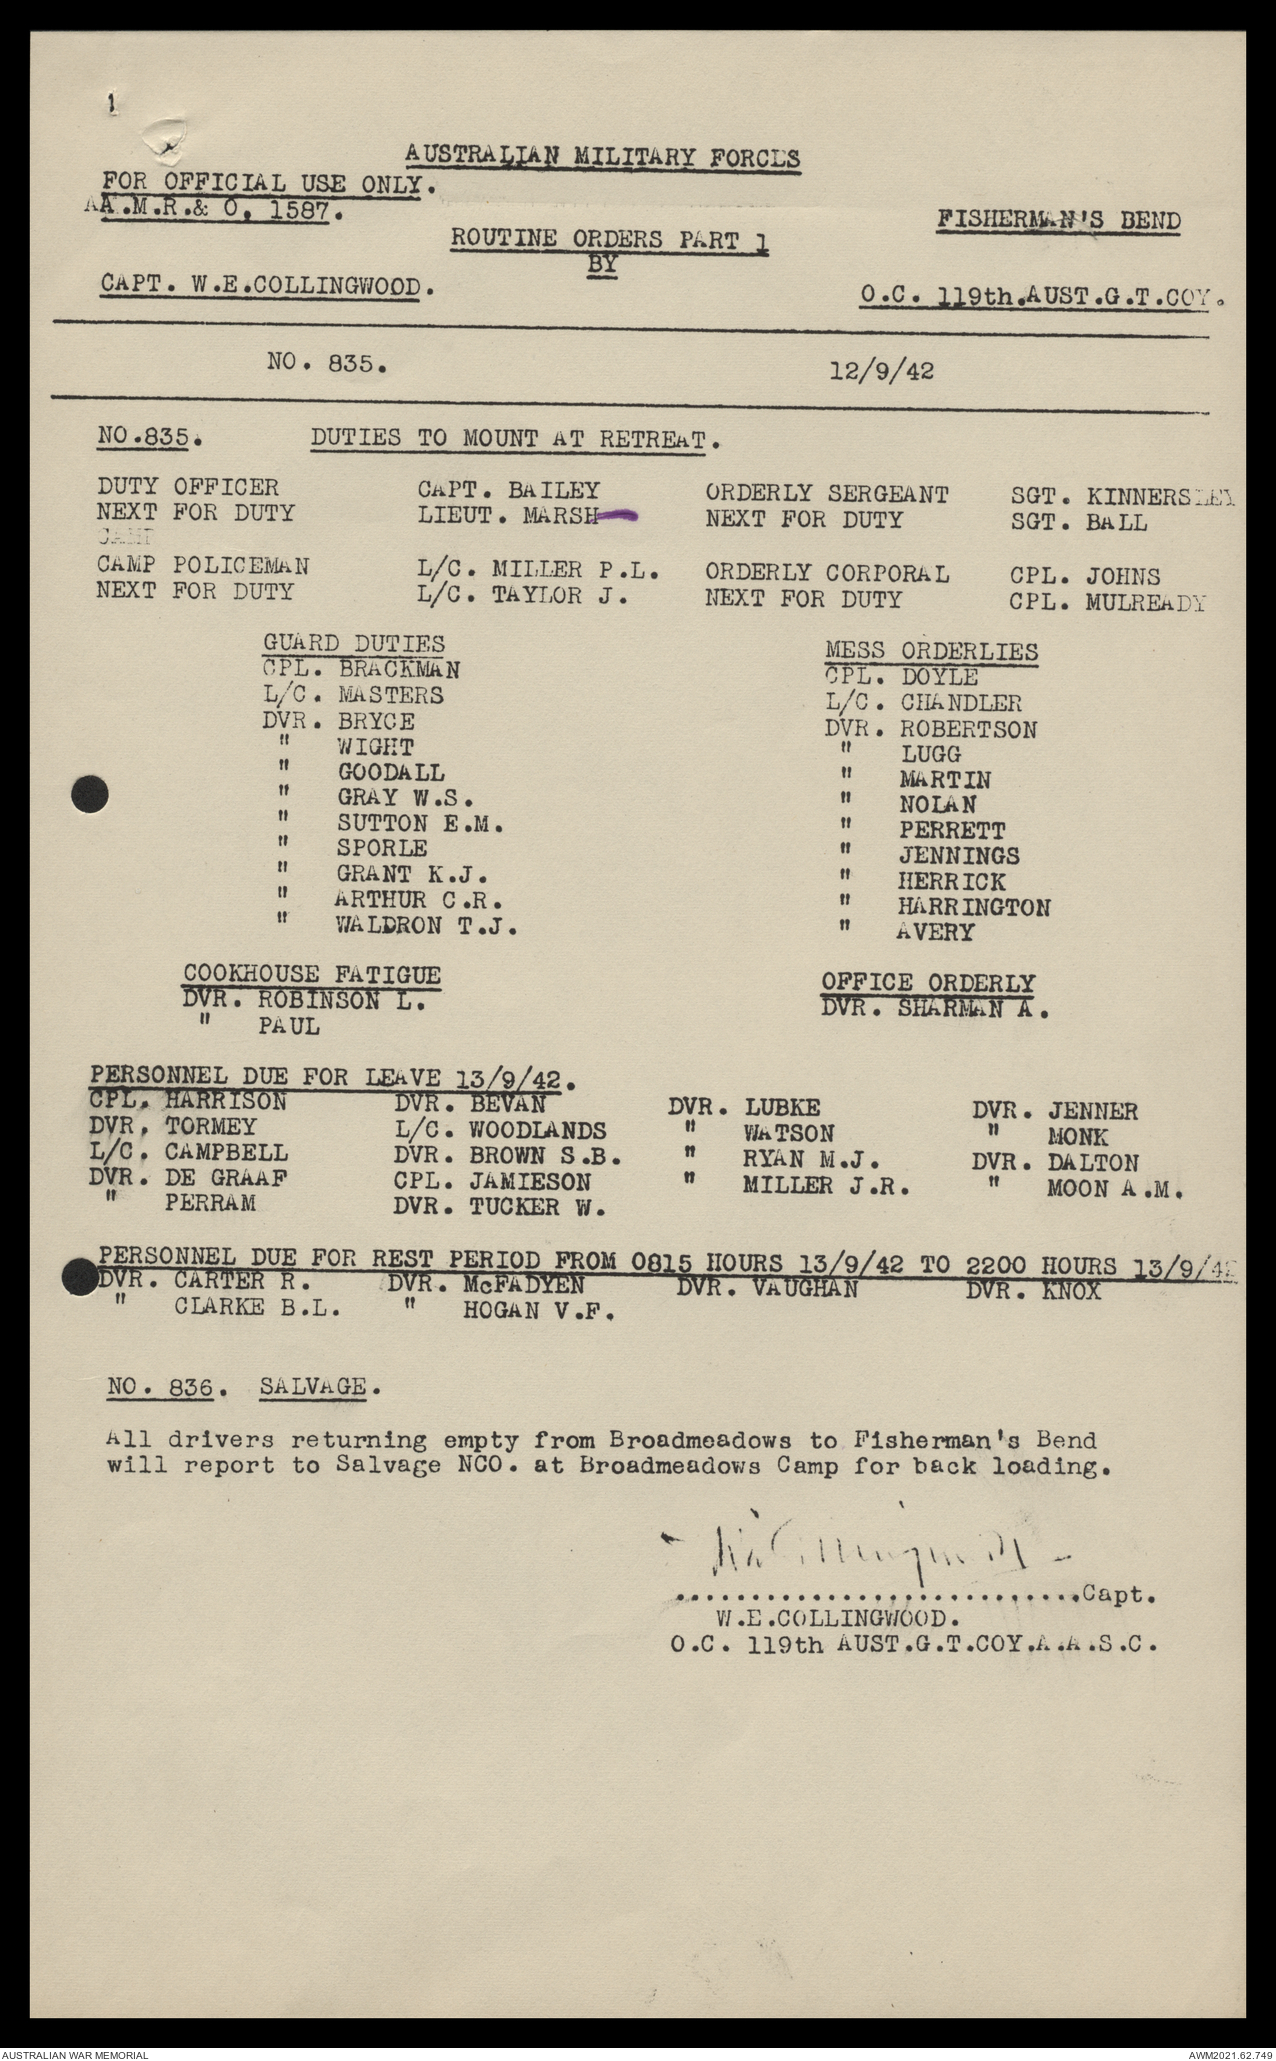 1
AUSTRALIAN MILITARY FORCES
FOR OFFICIAL USE ONLY.
AA.M.R.& O, 1587.
FISHERMAN'S BEND
ROUTINE ORDERS PART 1
BY
CAPT. W.E.COLLINGWOOD.
O.C. 119th.AUST.G.T.COY.
NO. 835. 12/9/42
NO.835. DUTIES TO MOUNT AT RETREAT.
DUTY OFFICER CAPT. BAILEY ORDERLY SERGEANT SGT. KINNERSLEY
NEXT FOR DUTY LIEUT. MARSH NEXT FOR DUTY SGT. BALL
CAMP
CAMP POLICEMAN L/C. MILLER P.L. ORDERLY CORPORAL CPL. JOHNS
NEXT FOR DUTY L/C. TAYLOR J. NEXT FOR DUTY CPL. MULREADY
GUARD DUTIES
CPL. BRACKMAN
L/C. MASTERS
DVR. BRYCE
" WIGHT
" GOODALL
" GRAY W.S.
" SUTTON E.M.
" SPORLE
" GRANT K.J.
" ARTHUR C.R.
" WALDRON T.J.
MESS ORDERLIES
CPL. DOYLE
L/C. CHANDLER
DVR. ROBERTSON
" LUGG
" MARTIN
" NOLAN
" PERRETT
" JENNINGS
" HERRICK
" HARRINGTON
" AVERY
COOKHOUSE FATIGUE
DVR. ROBINSON L.
" PAUL
OFFICE ORDERLY
DVR. SHARMAN A.
PERSONNEL DUE FOR LEAVE 13/9/42.
CPL. HARRISON DVR. BEVAN DVR. LUBKE DVR. JENNER
DVR. TORMEY L/C. WOODLANDS " WATSON " MONK
L/C. CAMPBELL DVR. BROWN S.B. " RYAN M.J. DVR. DALTON
DVR. DE GRAAF CPL. JAMIESON " MILLER J.R. " MOON A.M.
" PERRAM DVR. TUCKER W.
PERSONNEL DUE FOR REST PERIOD FROM 0815 HOURS 13/9/42 TO 2200 HOURS 13/9/42
DVR. CARTER R. DVR. McFADYEN DVR. VAUGHAN DVR. KNOX
" CLARKE B.L. " HOGAN V.F.
NO. 836. SALVAGE.
All drivers returning empty from Broadmeadows to Fisherman's Bend
will report to Salvage NCO. at Broadmeadows Camp for back loading.
...........................Capt.
W.E.COLLINGWOOD.
O.C. 119th AUST.G.T.COY.A.A.S.C.
AUSTRALIAN WAR MEMORIAL
AWM2021.62.749